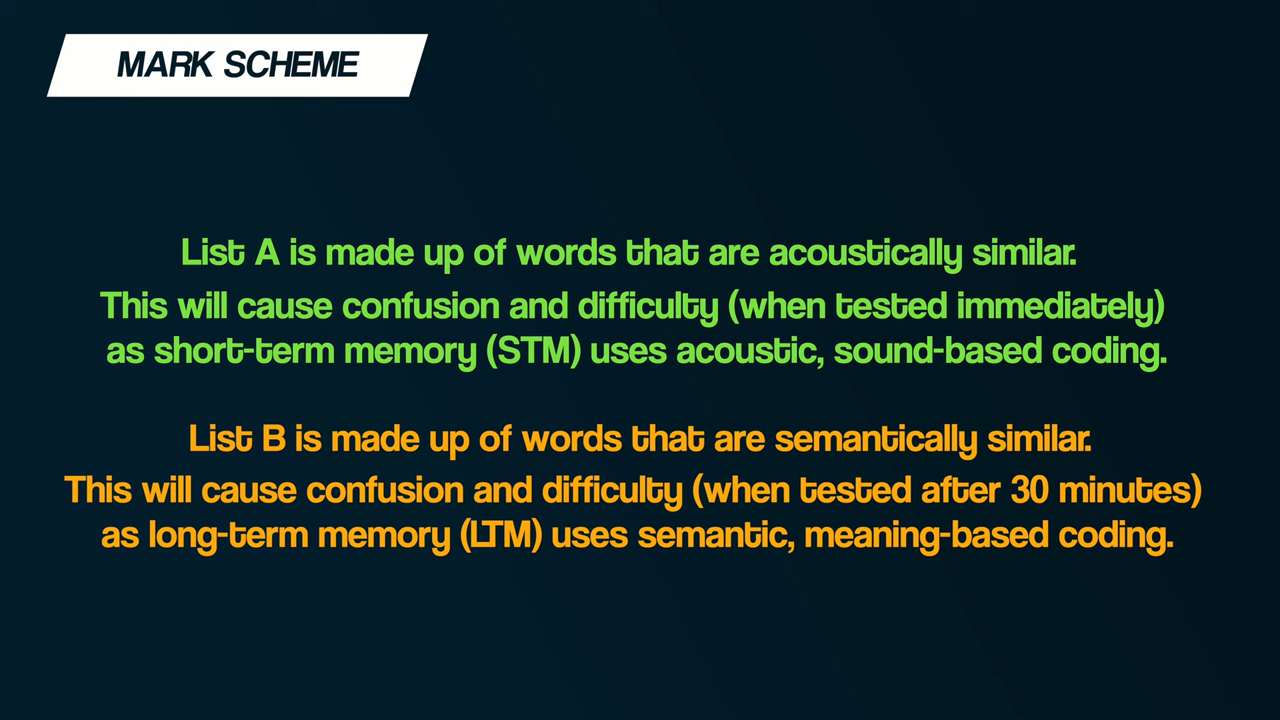 MARK SCHEME
List A is made up of words that are acoustically similar.
This will cause confusion and difficulty (when tested immediately)
as short-term memory (STM) uses acoustic, sound-based coding.
List B is made up of words that are semantically similar.
This will cause confusion and difficulty (when tested after 30 minutes)
as long-term memory (LTM) uses semantic, meaning-based coding.